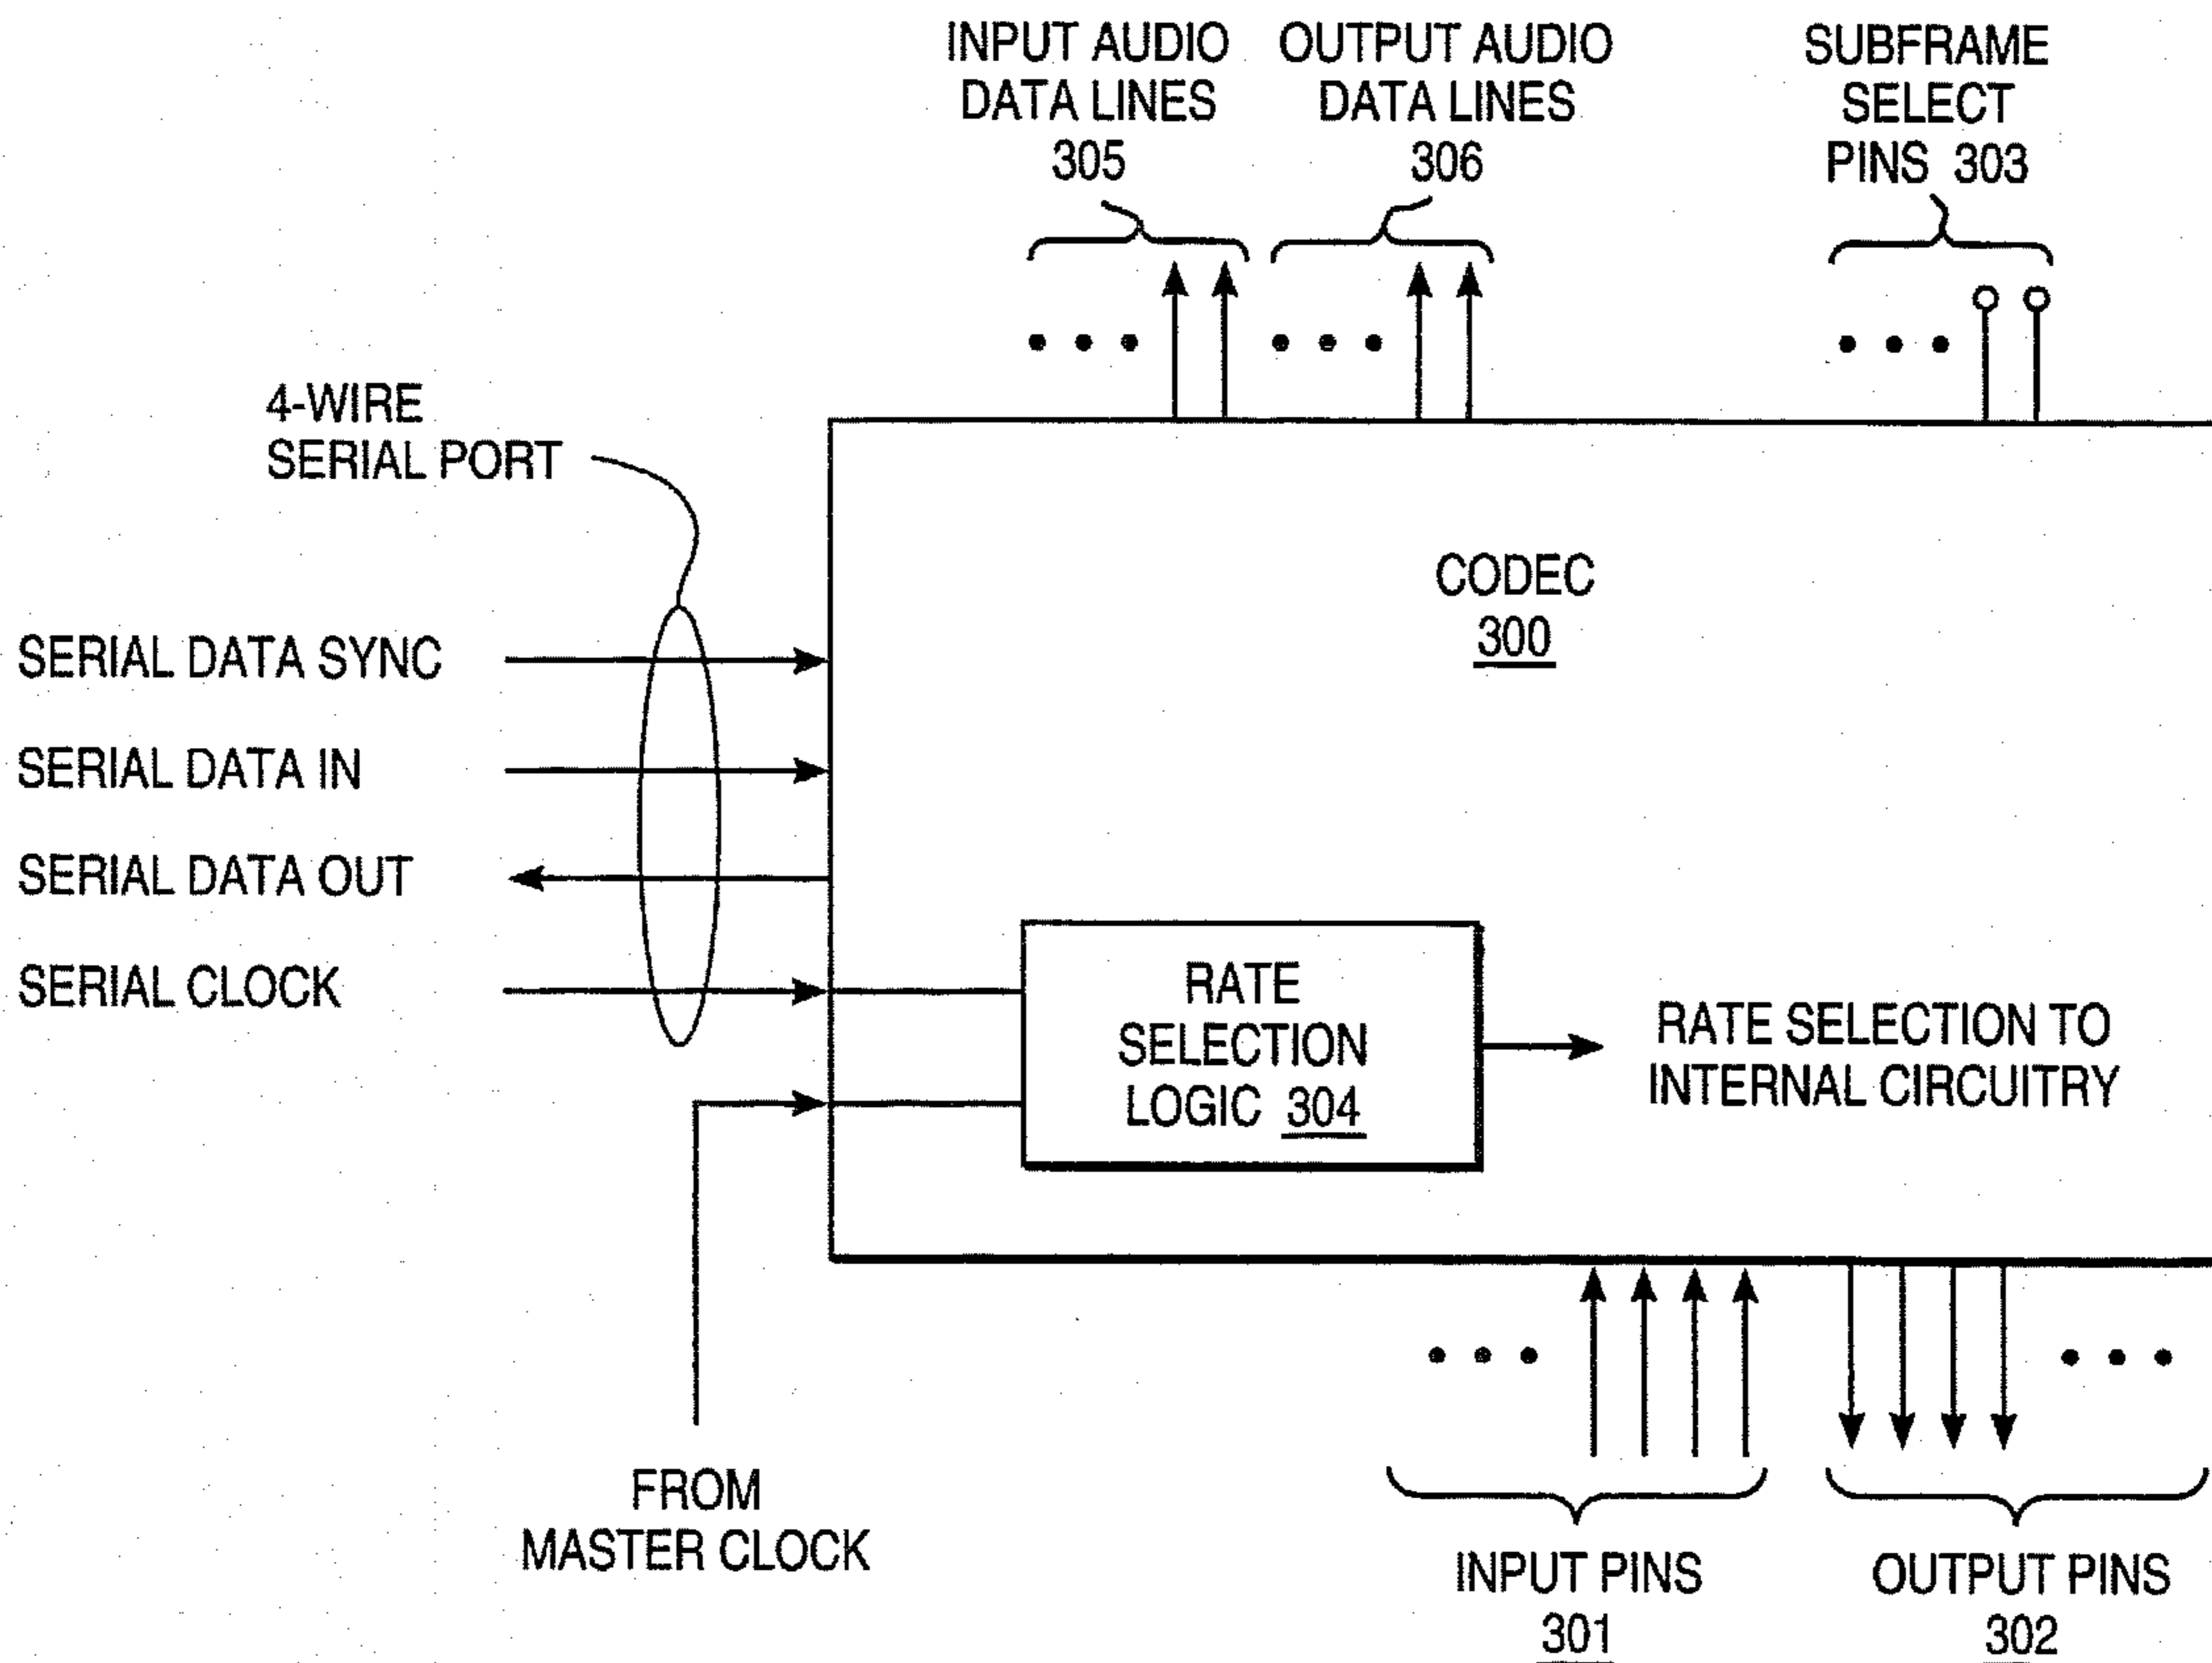 INPUT AUDIO
DATA LINES
305
OUTPUT AUDIO
DATA LINES
306
SUBFRAME
SELECT
PINS 303
4-WIRE
SERIAL PORT
CODEC
300
SERIAL DATA SYNC
SERIAL DATA IN
SERIAL DATA OUT
SERIAL CLOCK
RATE
SELECTION
LOGIC 304
RATE SELECTION TO
INTERNAL CIRCUITRY
FROM
MASTER CLOCK
INPUT PINS
301
OUTPUT PINS
302